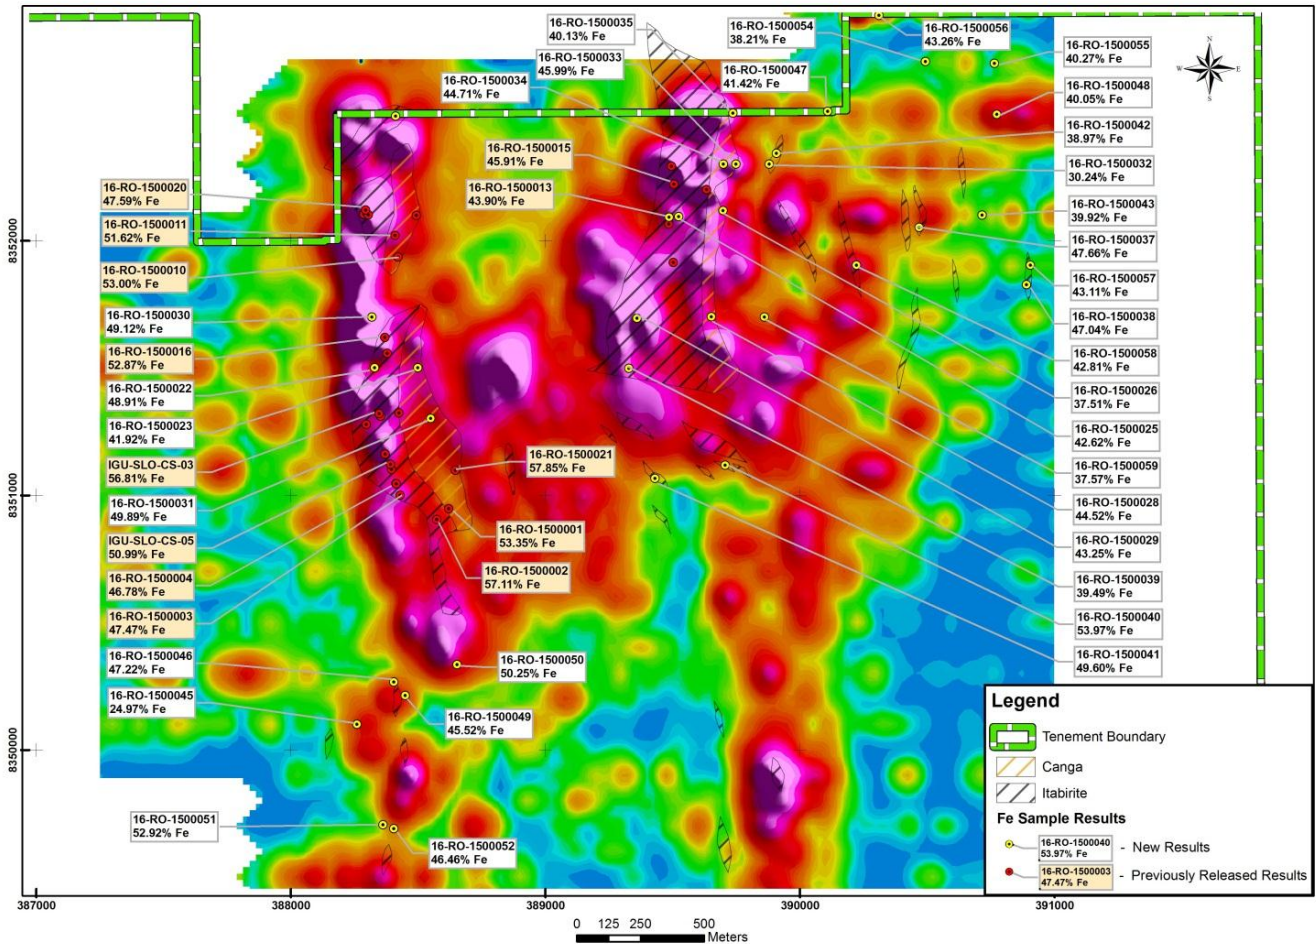 16-RO-1500035
40.13% Fe
16-RO-1500033
45.99% Fe
16-RO-1500034
44.71% Fe
16-RO-1500054
38.21% Fe
16-RO-1500047
41.42% Fe
16-RO-1500056
43.26% Fe
16-RO-1500055
40.27% Fe
N
W
E
S
16-RO-1500048
40.05% Fe
16-RO-1500042
38.97% Fe
16-RO-1500032
30.24% Fe
16-RO-1500043
39.92% Fe
16-RO-1500037
47.66% Fe
16-RO-1500057
43.11% Fe
16-RO-1500038
47.04% Fe
16-RO-1500058
42.81% Fe
16-RO-1500026
37.51% Fe
16-RO-1500025
42.62% Fe
16-RO-1500059
37.57% Fe
16-RO-1500028
44.52% Fe
16-RO-1500029
43.25% Fe
16-RO-1500039
39.49% Fe
16-RO-1500040
53.97% Fe
16-RO-1500041
49.60% Fe
16-RO-1500015
45.91% Fe
16-RO-1500013
43.90% Fe
16-RO-1500020
47.59% Fe
16-RO-1500011
51.62% Fe
16-RO-1500010
53.00% Fe
16-RO-1500030
49.12% Fe
16-RO-1500016
52.87% Fe
16-RO-1500022
48.91% Fe
16-RO-1500023
41.92% Fe
IGU-SLO-CS-03
56.81% Fe
16-RO-1500031
49.89% Fe
IGU-SLO-CS-05
50.99% Fe
16-RO-1500004
46.78% Fe
16-RO-1500003
47.47% Fe
16-RO-1500046
47.22% Fe
16-RO-1500045
24.97% Fe
16-RO-1500021
57.85% Fe
16-RO-1500001
53.35% Fe
16-RO-1500002
57.11% Fe
16-RO-1500050
50.25% Fe
16-RO-1500049
45.52% Fe
16-RO-1500051
52.92% Fe
16-RO-1500052
46.46% Fe
8352000
8351000
8350000
387000
388000
389000
390000
391000
0 125 250 500
Meters
Legend
Tenement Boundary
Canga
Itabirite
Fe Sample Results
16-RO-1500040
53.97% Fe
- New Results
16-RO-1500003
47.47% Fe
- Previously Released Results